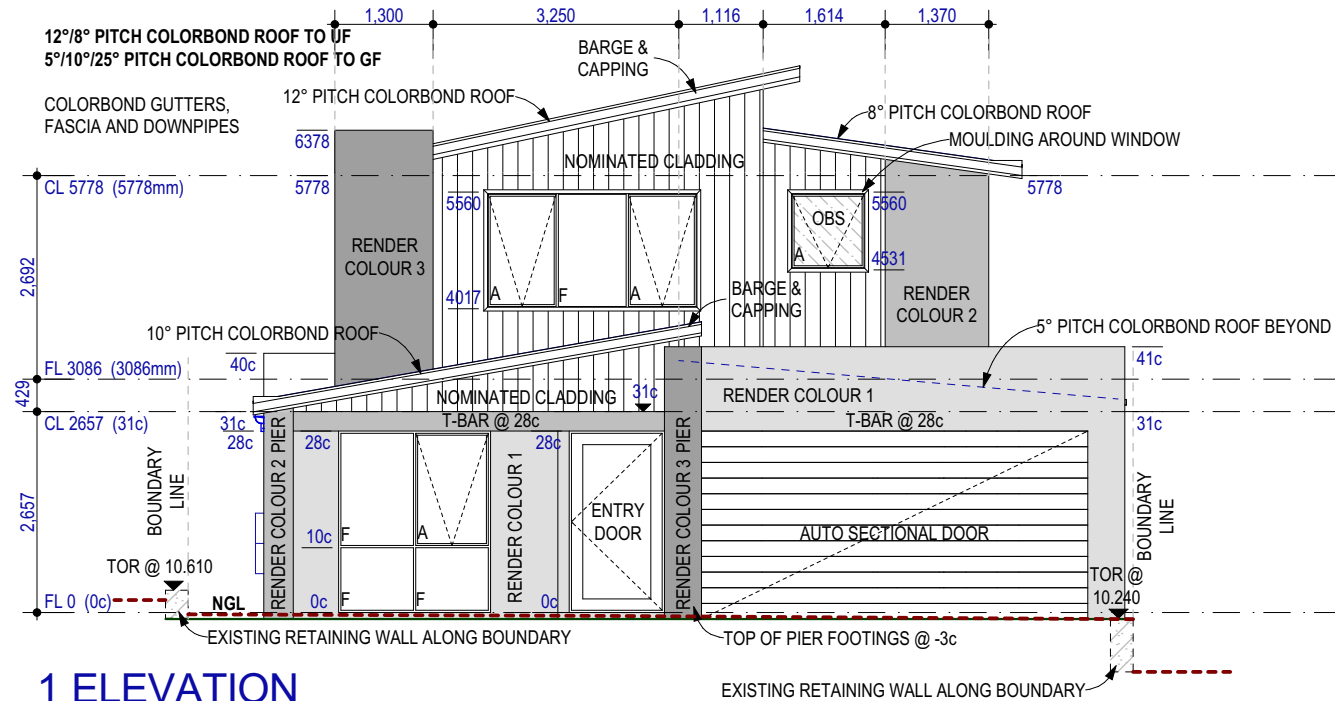 1,300
3,250
1,116
1,614
1,370
12°/8° PITCH COLORBOND ROOF TO UF
5°/10°/25° PITCH COLORBOND ROOF TO GF
COLORBOND GUTTERS,
FASCIA AND DOWNPIPES
12° PITCH COLORBOND ROOF
BARGE &
CAPPING
8° PITCH COLORBOND ROOF
MOULDING AROUND WINDOW
6378
NOMINATED CLADDING
CL 5778 (5778mm)
5778
5778
5560
5560
OBS
A
4531
RENDER
COLOUR 3
2,692
4017
A
F
A
BARGE &
CAPPING
RENDER
COLOUR 2
10° PITCH COLORBOND ROOF
5° PITCH COLORBOND ROOF BEYOND
40c
41c
FL 3086 (3086mm)
429
NOMINATED CLADDING
31c
RENDER COLOUR 1
CL 2657 (31c)
31c
T-BAR @ 28c
T-BAR @ 28c
31c
28c
28c
28c
BOUNDARY
LINE
2,657
RENDER COLOUR 2 PIER
10c
F
A
RENDER COLOUR 1
ENTRY
DOOR
RENDER COLOUR 3 PIER
AUTO SECTIONAL DOOR
BOUNDARY
LINE
TOR @ 10.610
TOR @
10.240
FL 0 (0c)
NGL
0c
F
F
0c
EXISTING RETAINING WALL ALONG BOUNDARY
TOP OF PIER FOOTINGS @ -3c
1 ELEVATION
EXISTING RETAINING WALL ALONG BOUNDARY